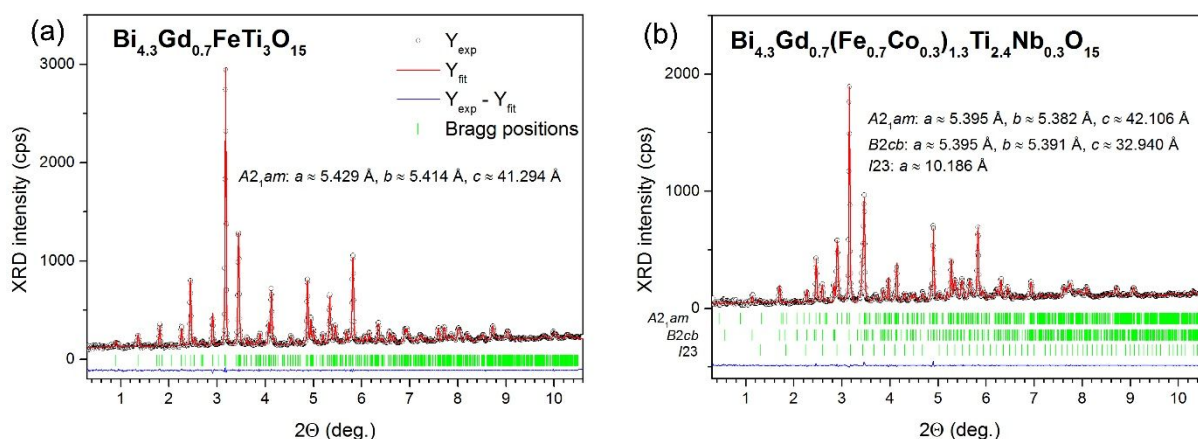 (a)
Bi4.3Gd0.7FeTi3O15
Yexp
Yfit
Yexp - Yfit
Bragg positions
A21am: a ≈ 5.429 Å, b ≈ 5.414 Å, c ≈ 41.294 Å
XRD intensity (cps)
3000
2000
1000
0
1 2 3 4 5 6 7 8 9 10
2Θ (deg.)
(b)
Bi4.3Gd0.7(Fe0.7Co0.3)1.3Ti2.4Nb0.3O15
A21am: a ≈ 5.395 Å, b ≈ 5.382 Å, c ≈ 42.106 Å
B2cb: a ≈ 5.395 Å, b ≈ 5.391 Å, c ≈ 32.940 Å
I23: a ≈ 10.186 Å
XRD intensity (cps)
2000
1000
0
A21am
B2cb
I23
1 2 3 4 5 6 7 8 9 10
2Θ (deg.)